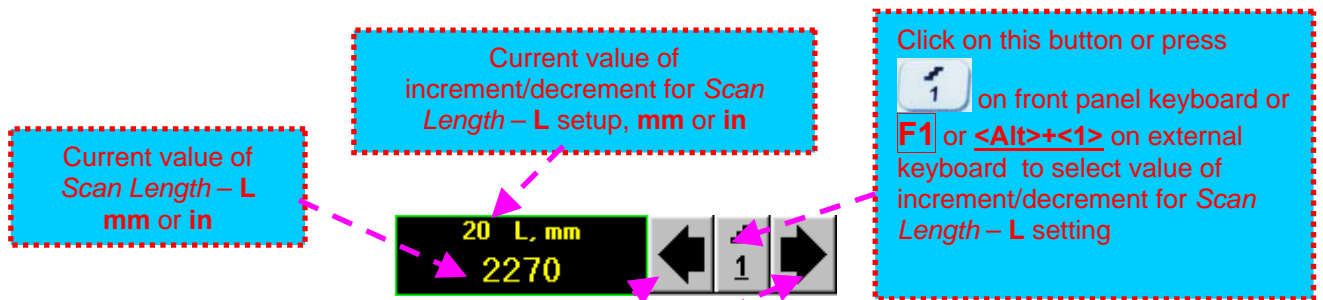 Current value of
Scan Length – L
mm or in
Current value of
increment/decrement for Scan
Length – L setup, mm or in
Click on this button or press
1
on front panel keyboard or
F1 or <Alt>+<1> on external
keyboard to select value of
increment/decrement for Scan
Length – L setting
20 L, mm
2270
1